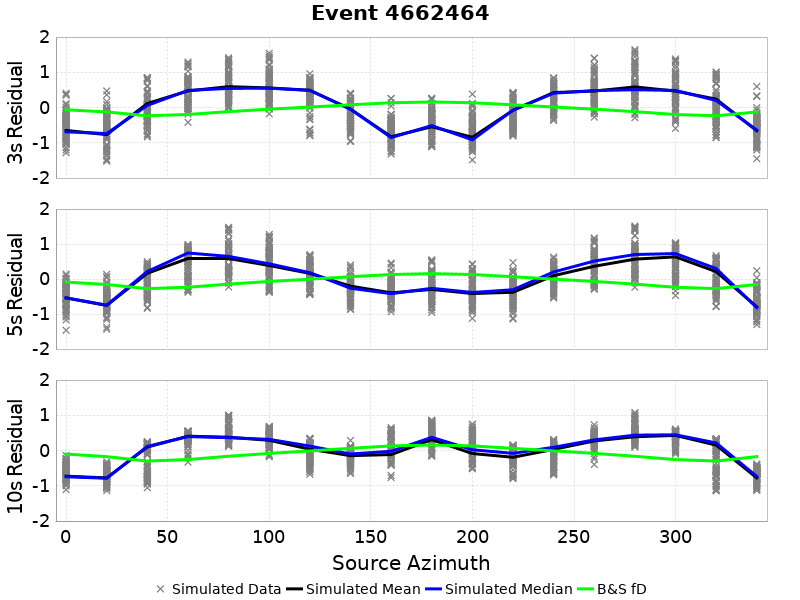 Event 4662464
3s Residual
2
1
0
-1
-2
5s Residual
2
1
0
-1
-2
10s Residual
2
1
0
-1
-2
0 50 100 150 200 250 300
Source Azimuth
Simulated Data Simulated Mean Simulated Median B&S fD